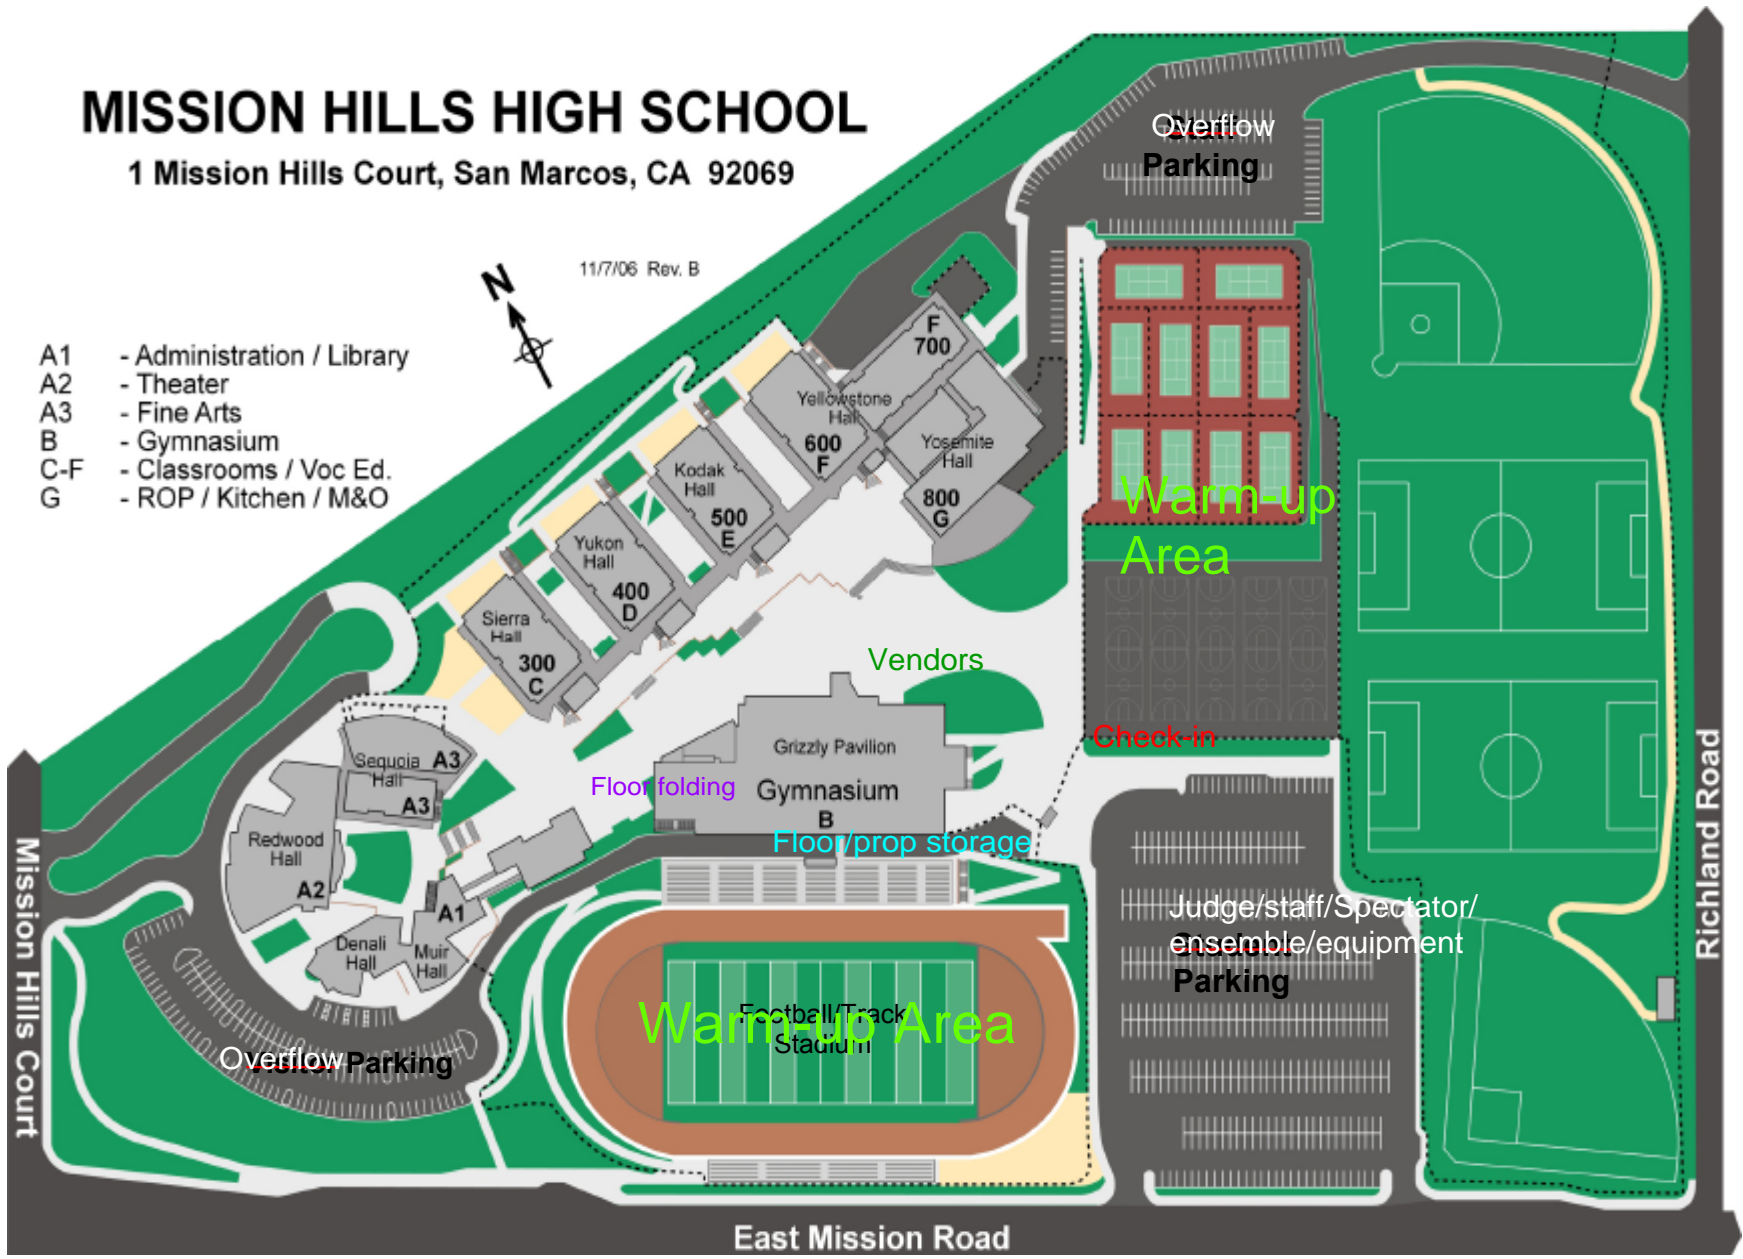 MISSION HILLS HIGH SCHOOL
1 Mission Hills Court, San Marcos, CA 92069
11/7/06 Rev. B
N
A1 - Administration / Library
A2 - Theater
A3 - Fine Arts
B - Gymnasium
C-F - Classrooms / Voc Ed.
G - ROP / Kitchen / M&O
Overflow
Staff
Parking
F
700
Yellowstone
Hall
600
F
Yosemite
Hall
800
G
Kodak
Hall
500
E
Yukon
Hall
400
D
Sierra
Hall
300
C
Warm-up
Area
Vendors
Check-in
Sequoia
Hall
A3
A3
Grizzly Pavilion
Gymnasium
B
Floor folding
Floor/prop storage
Redwood
Hall
A2
A1
Denali
Hall
Muir
Hall
Judge/staff/Spectator/
ensemble/equipment
Student
Parking
Football/Track
Stadium
Warm-up Area
Overflow
Visitor Parking
Mission Hills Court
Richland Road
East Mission Road